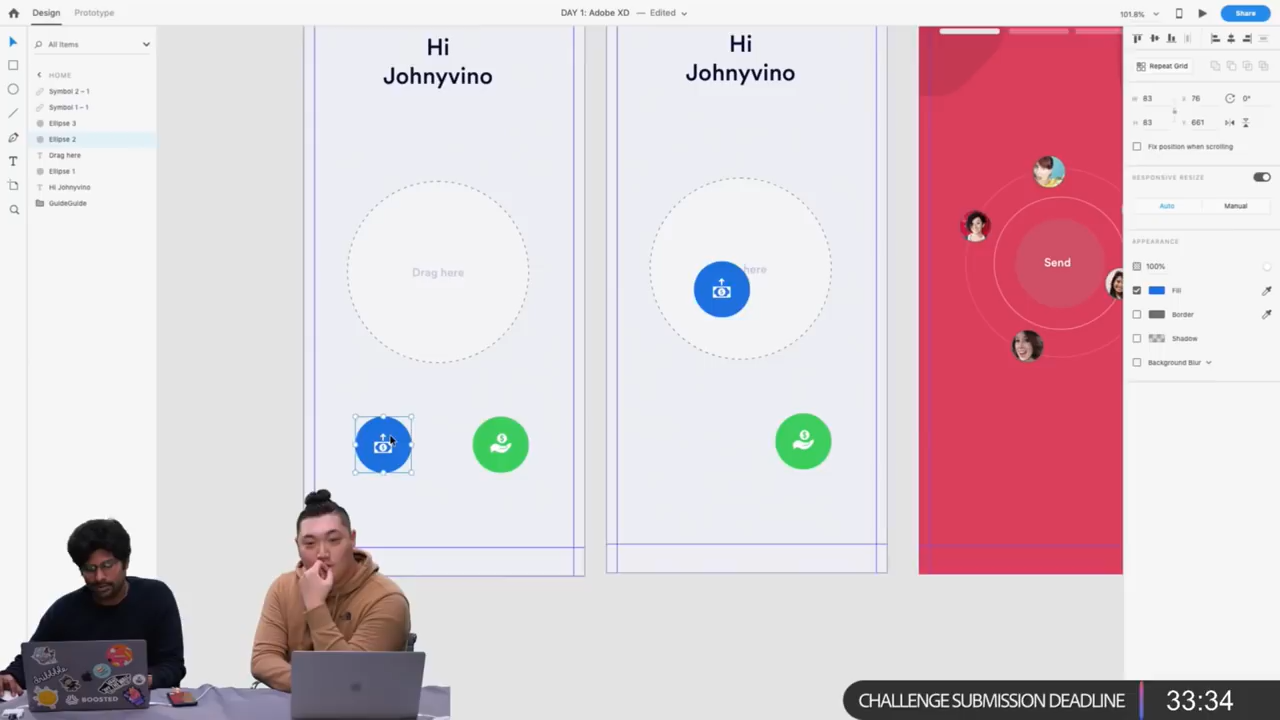 Design
Prototype
DAY 1: Adobe XD — Edited
101.8%
Share
All Items
HOME
Symbol 2 – 1
Symbol 1 – 1
Ellipse 3
Ellipse 2
Drag here
Ellipse 1
Hi Johnyvino
GuideGuide
Hi
Johnyvino
Drag here
Hi
Johnyvino
here
Send
Repeat Grid
W 83 X 76 0°
H 83 Y 661
Fix position when scrolling
RESPONSIVE RESIZE
Auto
Manual
APPEARANCE
100%
Fill
Border
Shadow
Background Blur
BOOSTED
CHALLENGE SUBMISSION DEADLINE
33:34